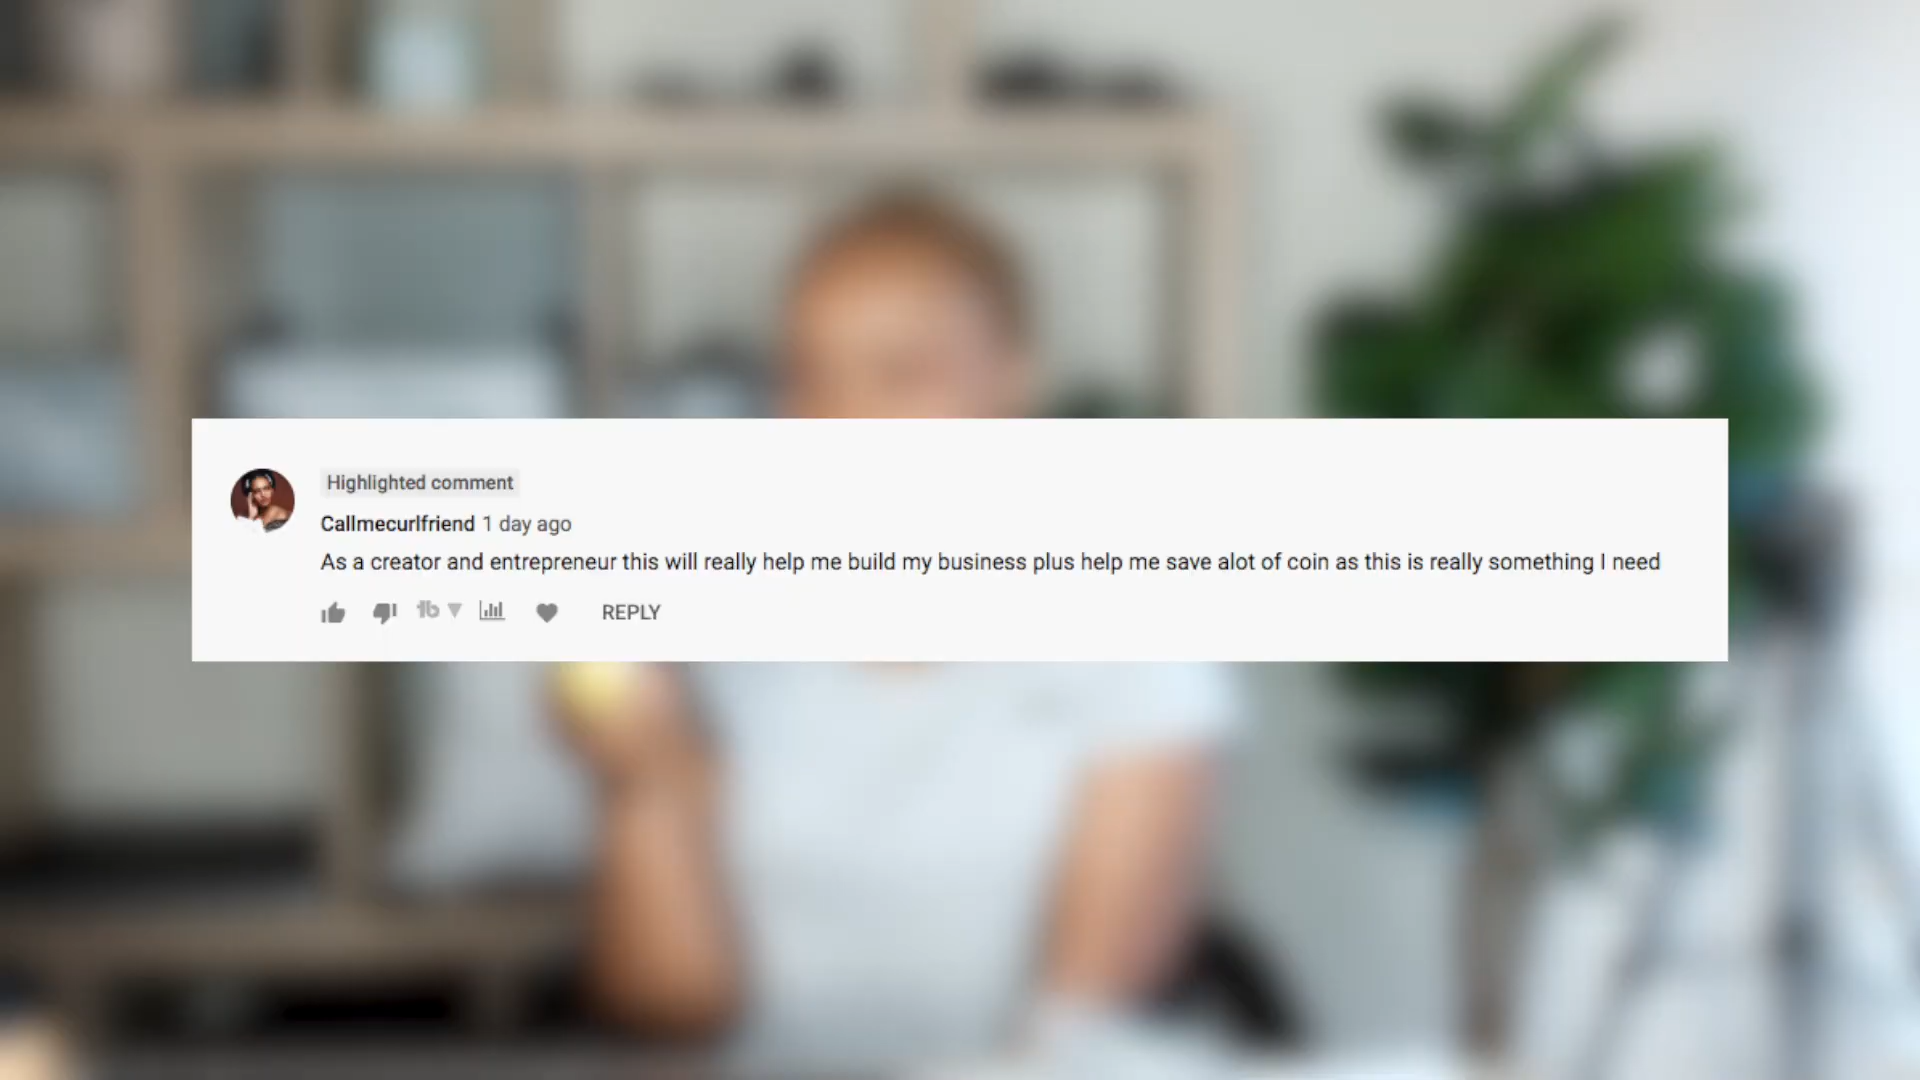 Highlighted comment
Callmecurlfriend 1 day ago
As a creator and entrepreneur this will really help me build my business plus help me save alot of coin as this is really something I need
tb
REPLY